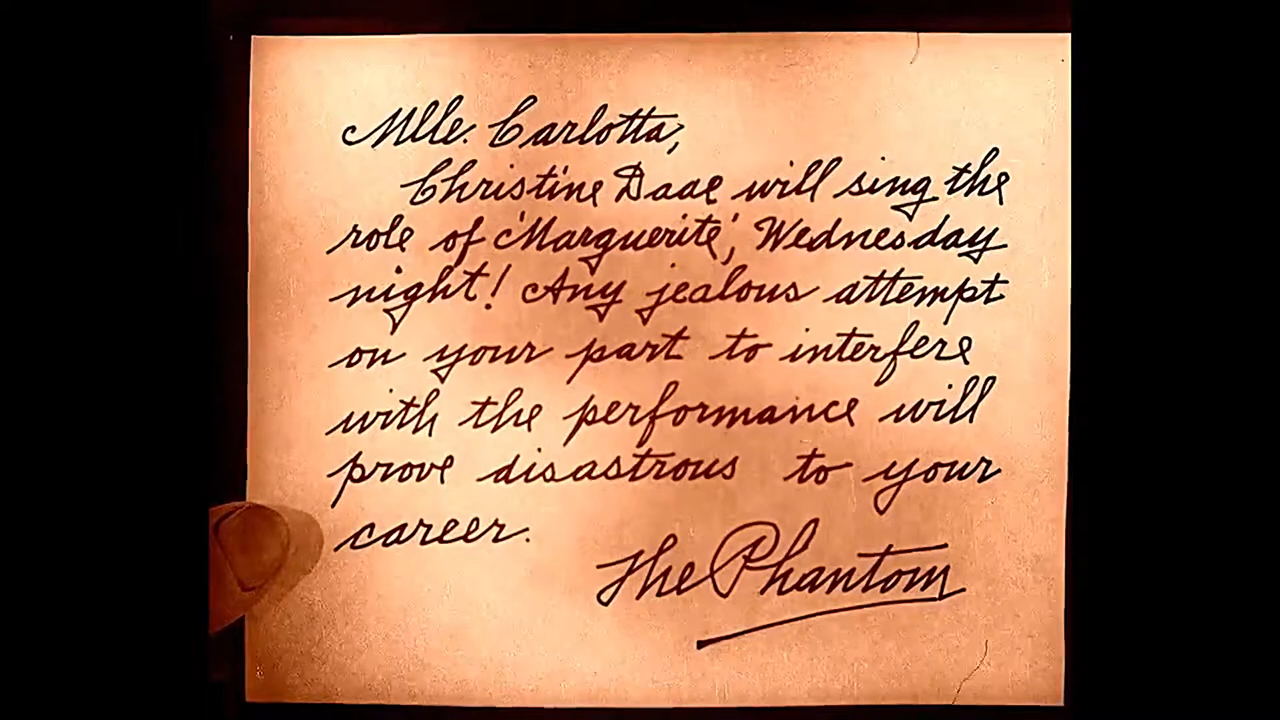 Mlle. Carlotta,
Christine Daae will sing the
role of 'Marguerite', Wednesday
night! Any jealous attempt
on your part to interfere
with the performance will
prove disastrous to your
career.
The Phantom